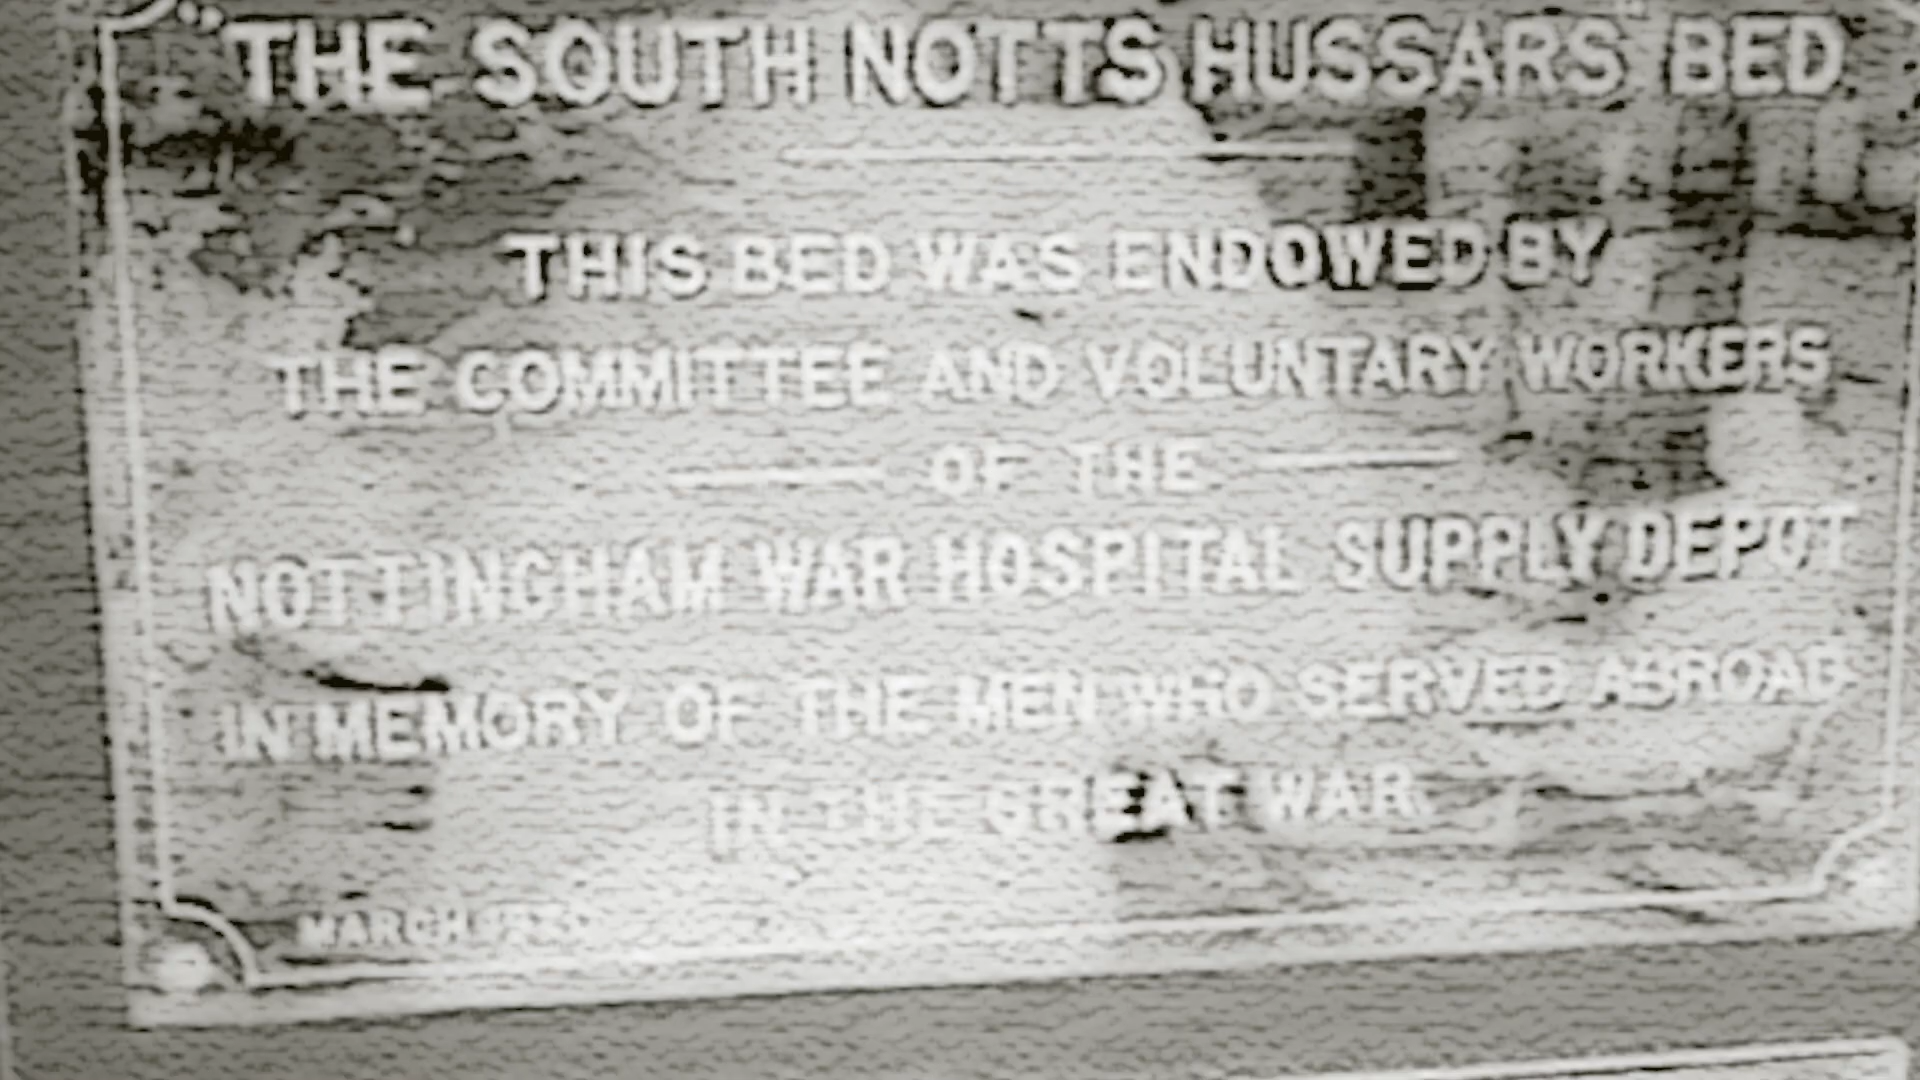 "THE SOUTH NOTTS HUSSARS" BED.
THIS BED WAS ENDOWED BY
THE COMMITTEE AND VOLUNTARY WORKERS
OF THE
NOTTINGHAM WAR HOSPITAL SUPPLY DEPOT
IN MEMORY OF THE MEN WHO SERVED ABROAD
IN THE GREAT WAR.
MARCH